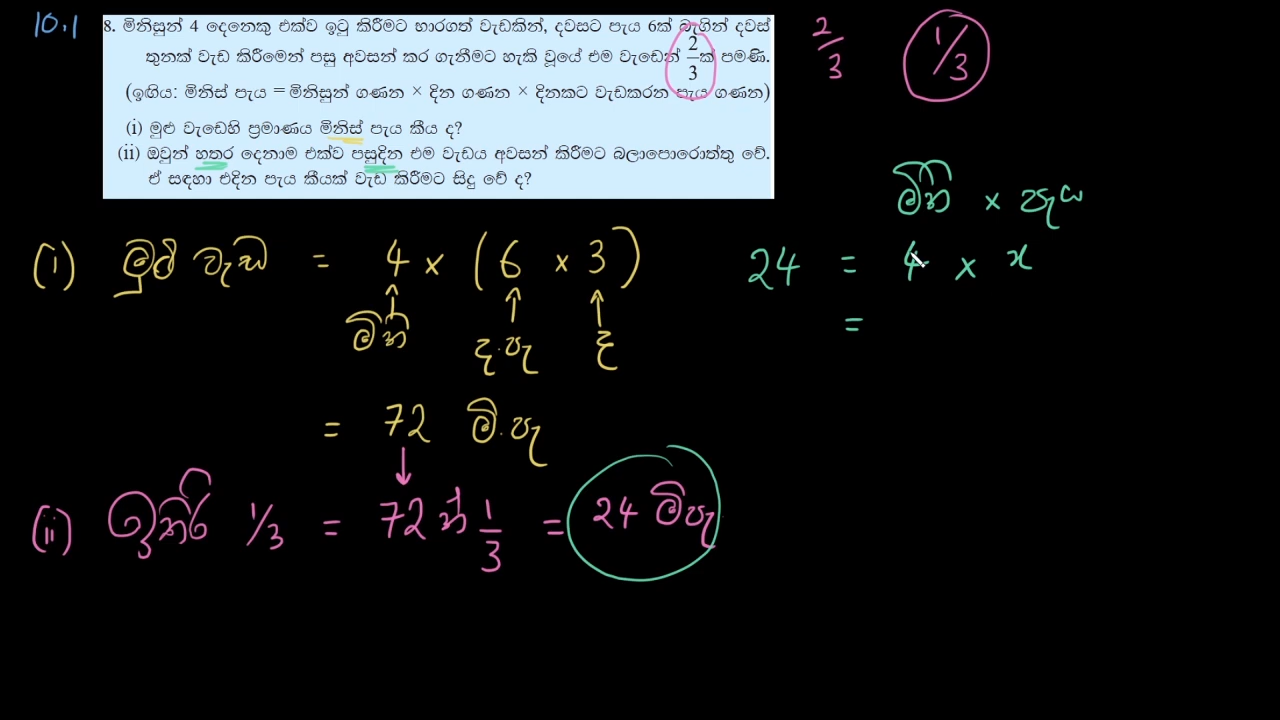 10.1
8. මිනිසුන් 4 දෙනෙකු එක්ව ඉටු කිරීමට භාරගත් වැඩකින්, දවසට පැය 6ක් බැගින් දවස්
තුනක් වැඩ කිරීමෙන් පසු අවසන් කර ගැනීමට හැකි වූයේ එම වැඩෙන් 2/3ක් පමණි.
(ඉඟිය: මිනිස් පැය = මිනිසුන් ගණන × දින ගණන × දිනකට වැඩකරන පැය ගණන)
(i) මුළු වැඩෙහි ප්‍රමාණය මිනිස් පැය කීය ද?
(ii) ඔවුන් හතර දෙනාම එක්ව පසුදින එම වැඩය අවසන් කිරීමට බලාපොරොත්තු වේ.
ඒ සඳහා එදින පැය කීයක් වැඩ කිරීමට සිදු වේ ද?
2/3 1/3
(i) මුළු වැඩ = 4 × (6 × 3)
මිනි ද.පැ ද
= 72 මි.පැ
(ii) ඉතිරි 1/3 = 72 න් 1/3 = 24 මිපැ
මිනි × පැය
24 = 4 × x
=